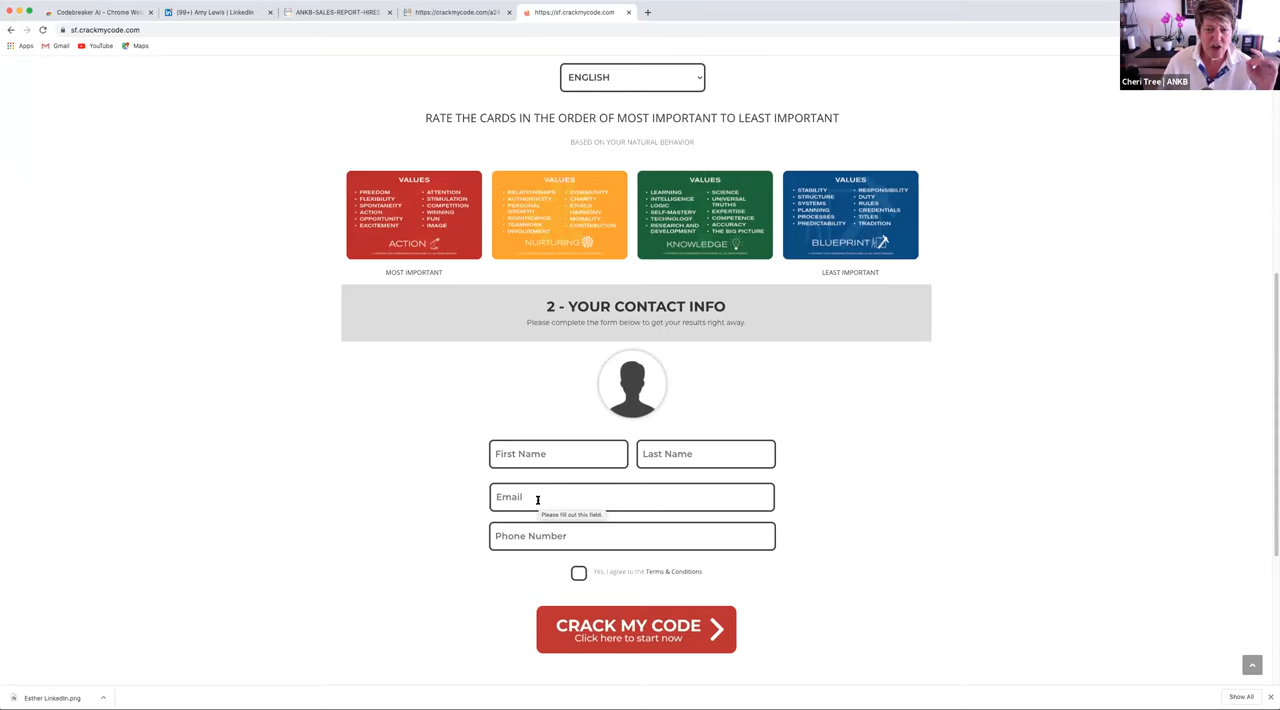 Codebreaker AI - Chrome Web
(99+) Amy Lewis | LinkedIn
ANKB-SALES-REPORT-HIRES
https://crackmycode.com/a24
https://sf.crackmycode.com
sf.crackmycode.com
Apps
Gmail
YouTube
Maps
Cheri Tree | ANKB
ENGLISH
RATE THE CARDS IN THE ORDER OF MOST IMPORTANT TO LEAST IMPORTANT
BASED ON YOUR NATURAL BEHAVIOR
VALUES
• FREEDOM
• FLEXIBILITY
• SPONTANEITY
• ACTION
• OPPORTUNITY
• EXCITEMENT
• ATTENTION
• STIMULATION
• COMPETITION
• WINNING
• FUN
• IMAGE
ACTION
VALUES
• RELATIONSHIPS
• AUTHENTICITY
• PERSONAL
GROWTH
• SIGNIFICANCE
• TEAMWORK
• INVOLVEMENT
• COMMUNITY
• CHARITY
• ETHICS
• HARMONY
• MORALITY
• CONTRIBUTION
NURTURING
VALUES
• LEARNING
• INTELLIGENCE
• LOGIC
• SELF-MASTERY
• TECHNOLOGY
• RESEARCH AND
DEVELOPMENT
• SCIENCE
• UNIVERSAL
TRUTHS
• EXPERTISE
• COMPETENCE
• ACCURACY
• THE BIG PICTURE
KNOWLEDGE
VALUES
• STABILITY
• STRUCTURE
• SYSTEMS
• PLANNING
• PROCESSES
• PREDICTABILITY
• RESPONSIBILITY
• DUTY
• RULES
• CREDENTIALS
• TITLES
• TRADITION
BLUEPRINT
MOST IMPORTANT
LEAST IMPORTANT
2 - YOUR CONTACT INFO
Please complete the form below to get your results right away.
First Name
Last Name
Email
Please fill out this field.
Phone Number
Yes, I agree to the Terms & Conditions
CRACK MY CODE
Click here to start now
Esther LinkedIn.png
Show All